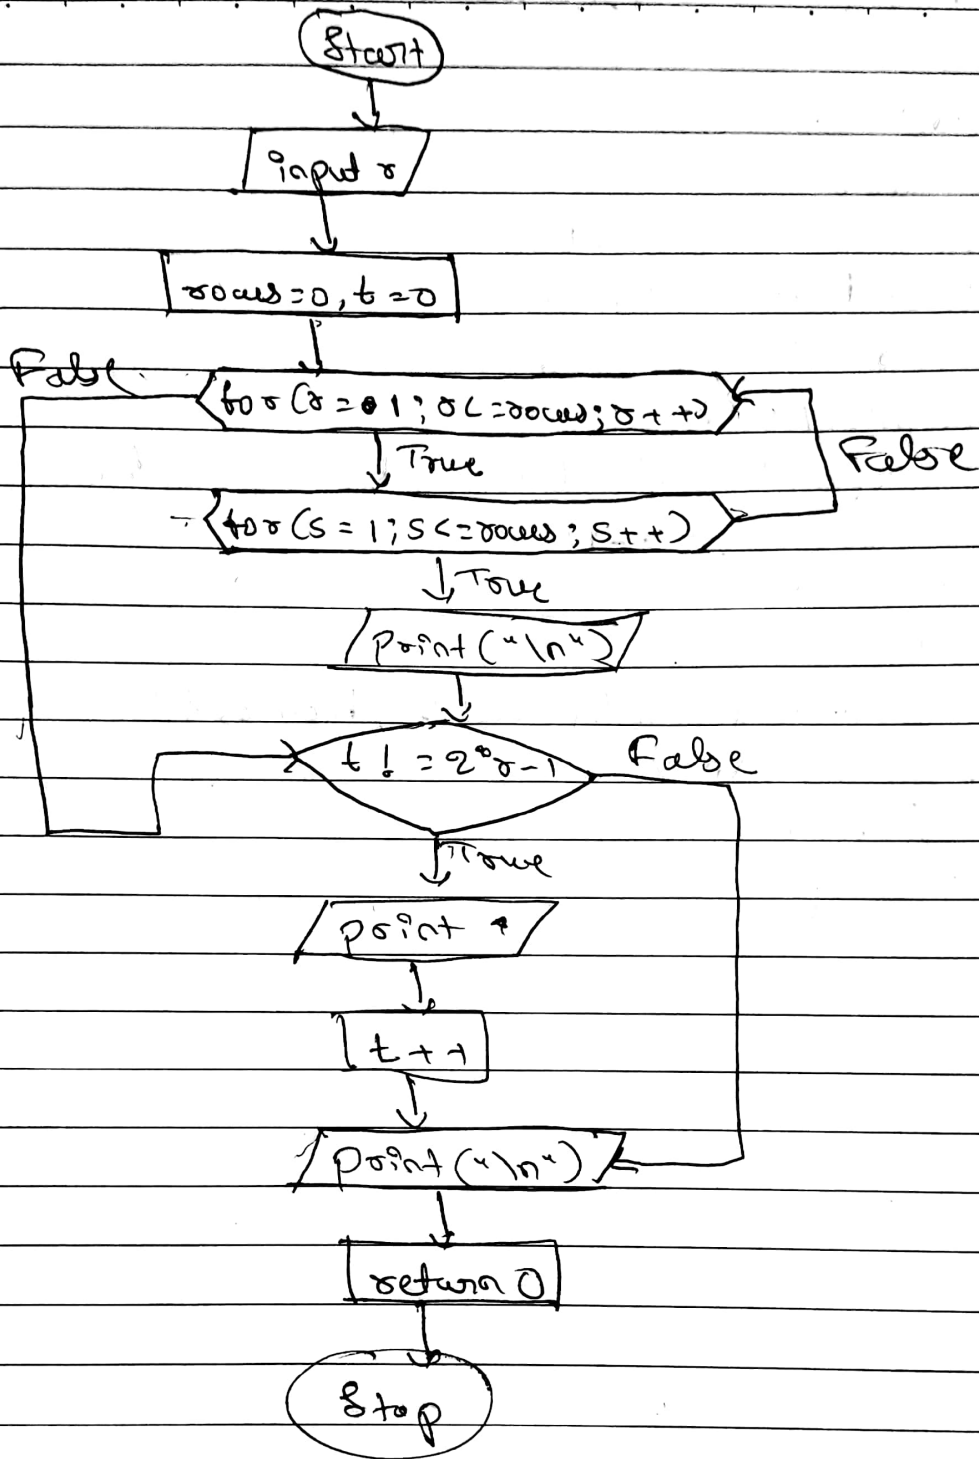 Start
input r
rows=0, t=0
False
for (r=1; r<=rows; r++)
True
False
for (s=1; s<=rows; s++)
True
print("\n")
t != 2*r-1
False
True
print *
t++
print("\n")
return 0
Stop